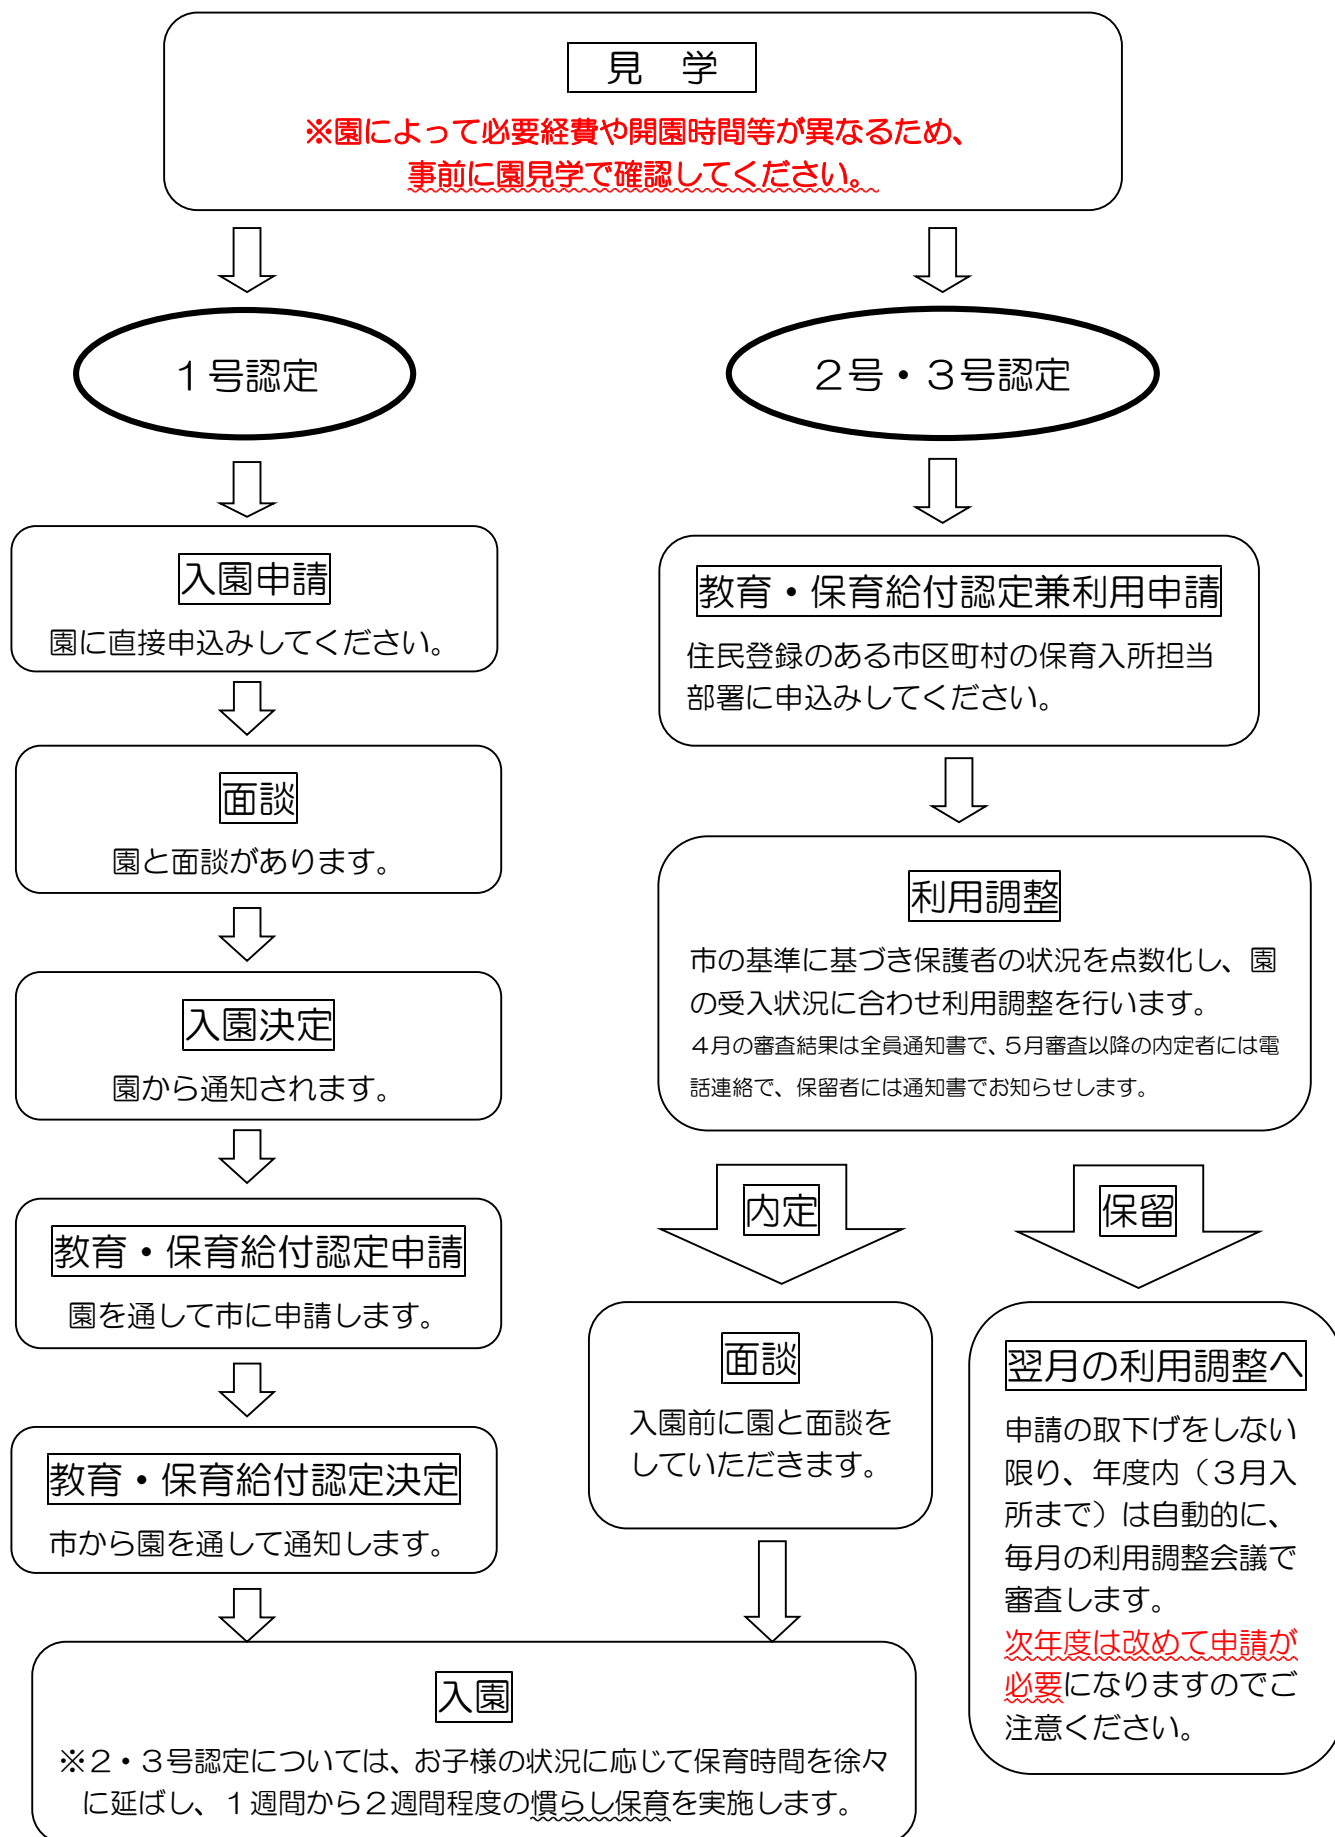 見　学
※園によって必要経費や開園時間等が異なるため、
事前に園見学で確認してください。
１号認定
入園申請
園に直接申込みしてください。
面談
園と面談があります。
入園決定
園から通知されます。
教育・保育給付認定申請
園を通して市に申請します。
教育・保育給付認定決定
市から園を通して通知します。
２号・３号認定
教育・保育給付認定兼利用申請
住民登録のある市区町村の保育入所担当
部署に申込みしてください。
利用調整
市の基準に基づき保護者の状況を点数化し、園
の受入状況に合わせ利用調整を行います。
４月の審査結果は全員通知書で、５月審査以降の内定者には電
話連絡で、保留者には通知書でお知らせします。
内定
面談
入園前に園と面談を
していただきます。
保留
翌月の利用調整へ
申請の取下げをしない
限り、年度内（３月入
所まで）は自動的に、
毎月の利用調整会議で
審査します。
次年度は改めて申請が
必要になりますのでご
注意ください。
入園
※２・３号認定については、お子様の状況に応じて保育時間を徐々
に延ばし、１週間から２週間程度の慣らし保育を実施します。